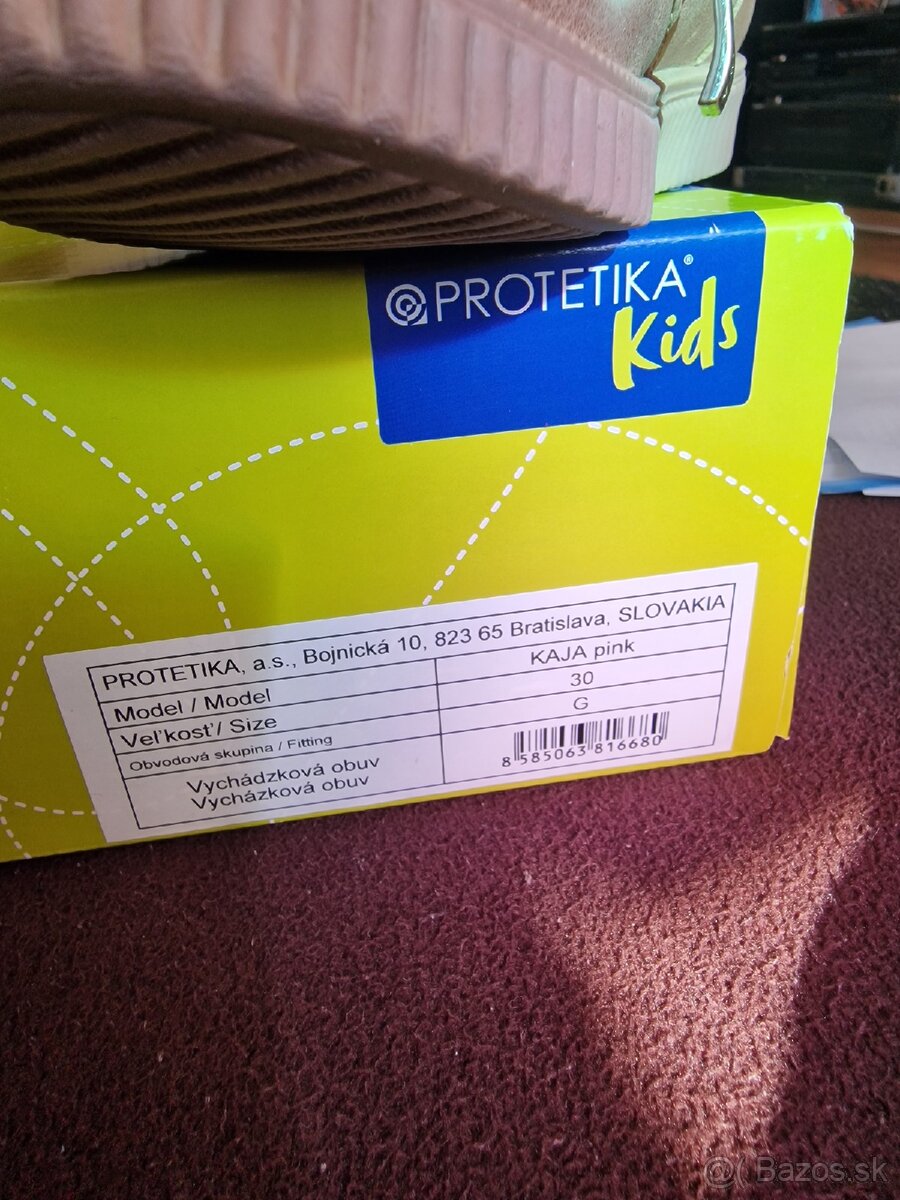 PROTETIKA®
Kids
PROTETIKA, a.s., Bojnická 10, 823 65 Bratislava, SLOVAKIA
Model / Model KAJA pink
Veľkosť / Size 30
Obvodová skupina / Fitting G
Vychádzková obuv
Vycházková obuv
8 585063 816680
@ Bazos.sk